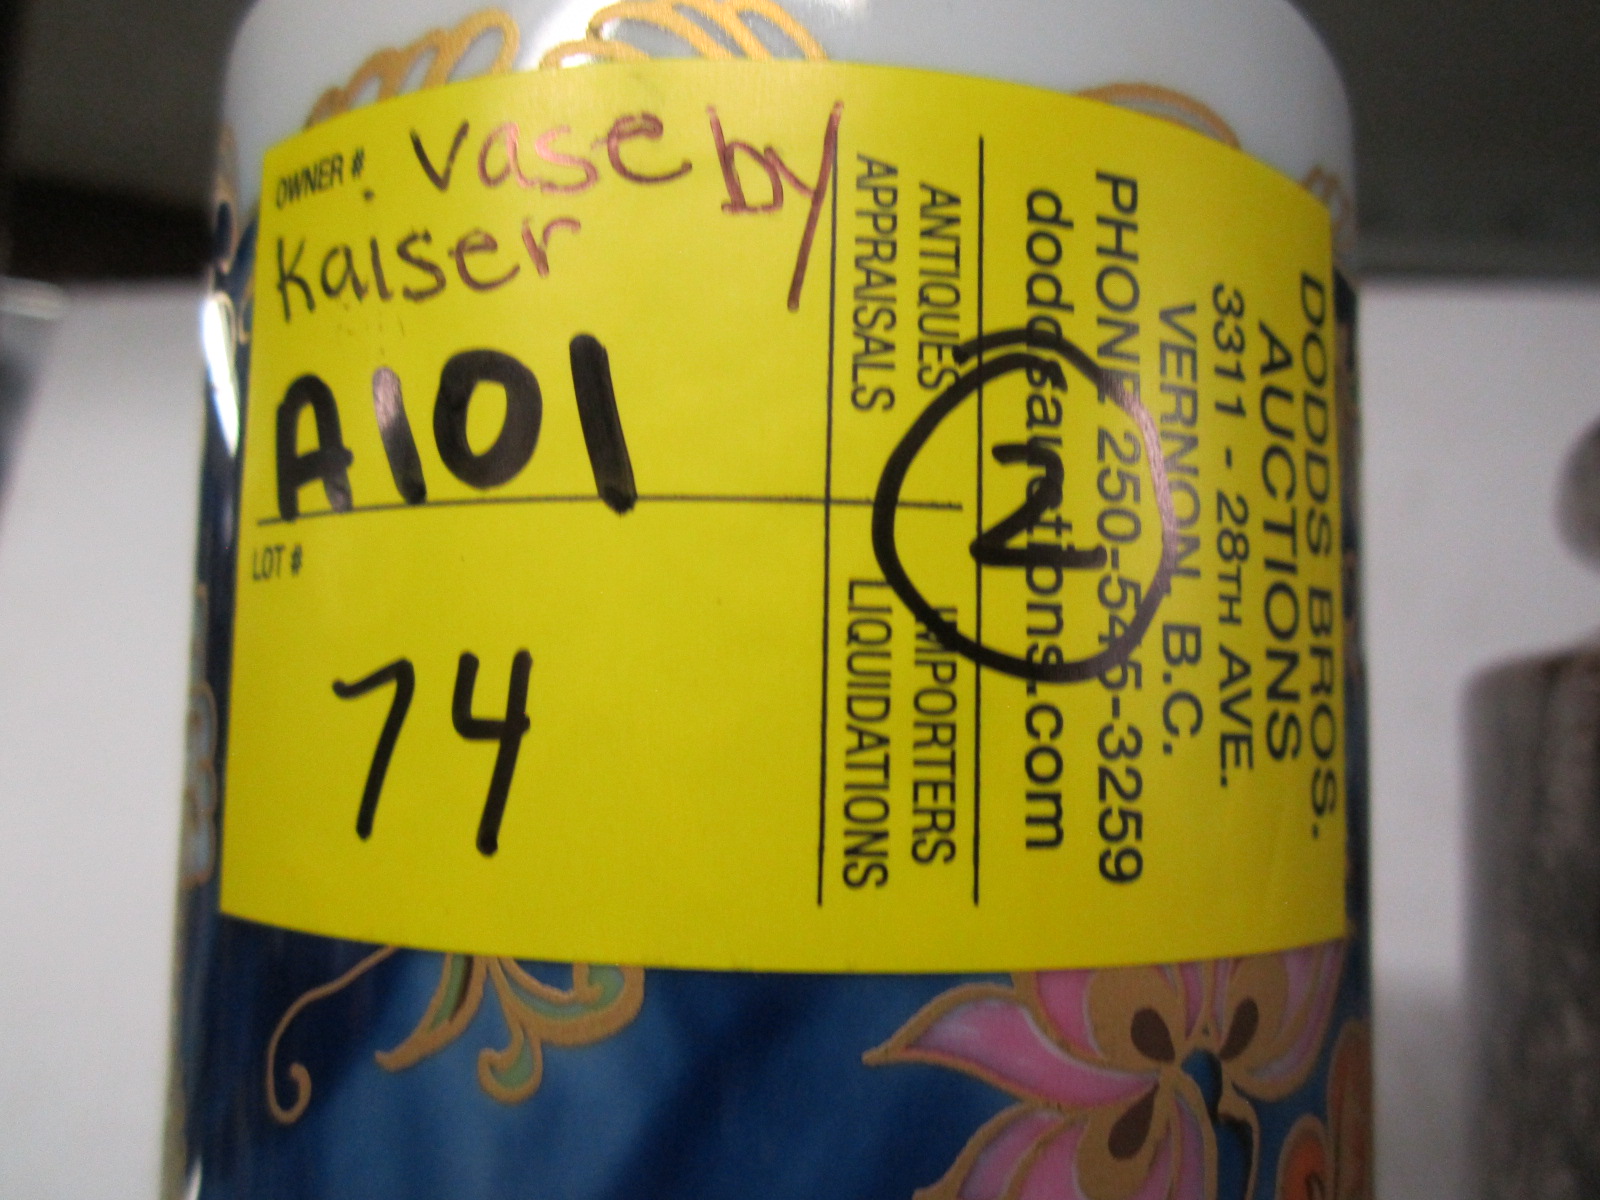 OWNER # vase by
Kaiser
A101
LOT #
74
DODDS BROS.
AUCTIONS
3311 - 28TH AVE.
VERNON, B.C.
PHONE 250-545-3259
doddsauctions.com
2
ANTIQUES IMPORTERS
APPRAISALS LIQUIDATIONS